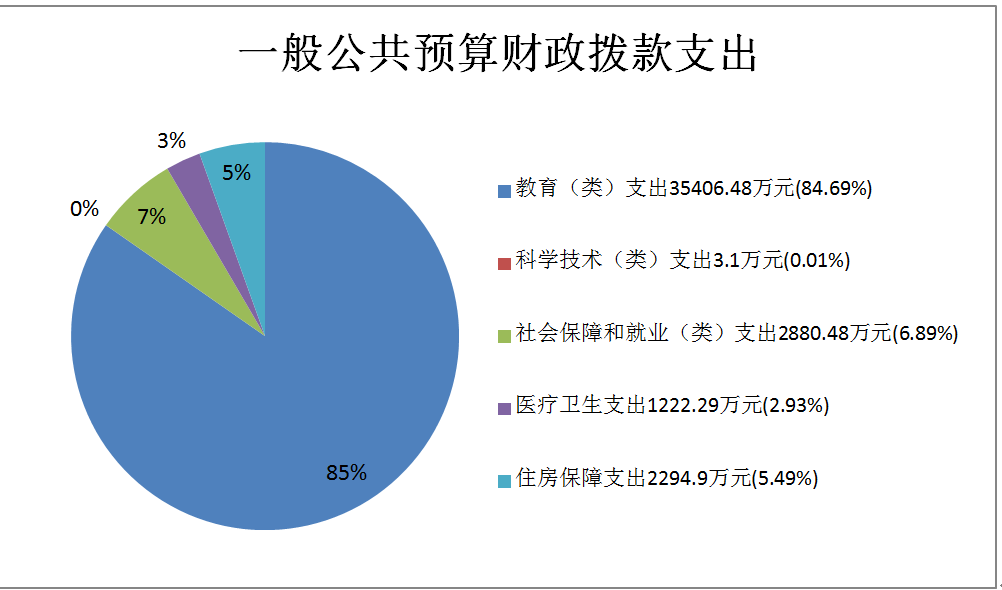 一般公共预算财政拨款支出
3%
5%
0%
7%
85%
教育（类）支出35406.48万元(84.69%)
科学技术（类）支出3.1万元(0.01%)
社会保障和就业（类）支出2880.48万元(6.89%)
医疗卫生支出1222.29万元(2.93%)
住房保障支出2294.9万元(5.49%)